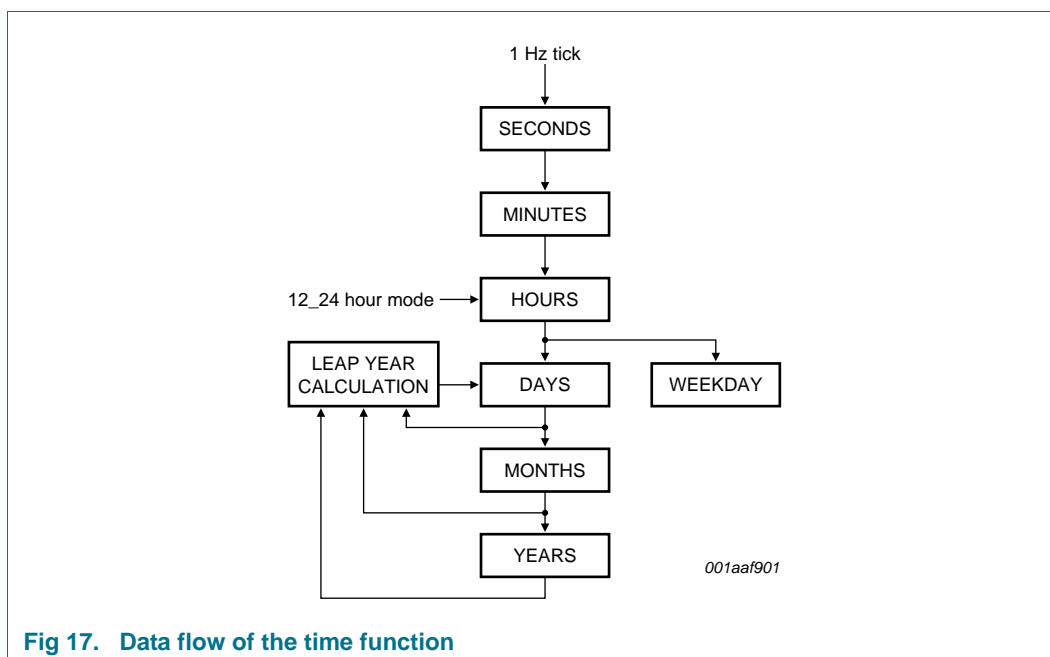 1 Hz tick
SECONDS
MINUTES
12_24 hour mode
HOURS
LEAP YEAR
CALCULATION
DAYS
WEEKDAY
MONTHS
YEARS
001aaf901
Fig 17. Data flow of the time function